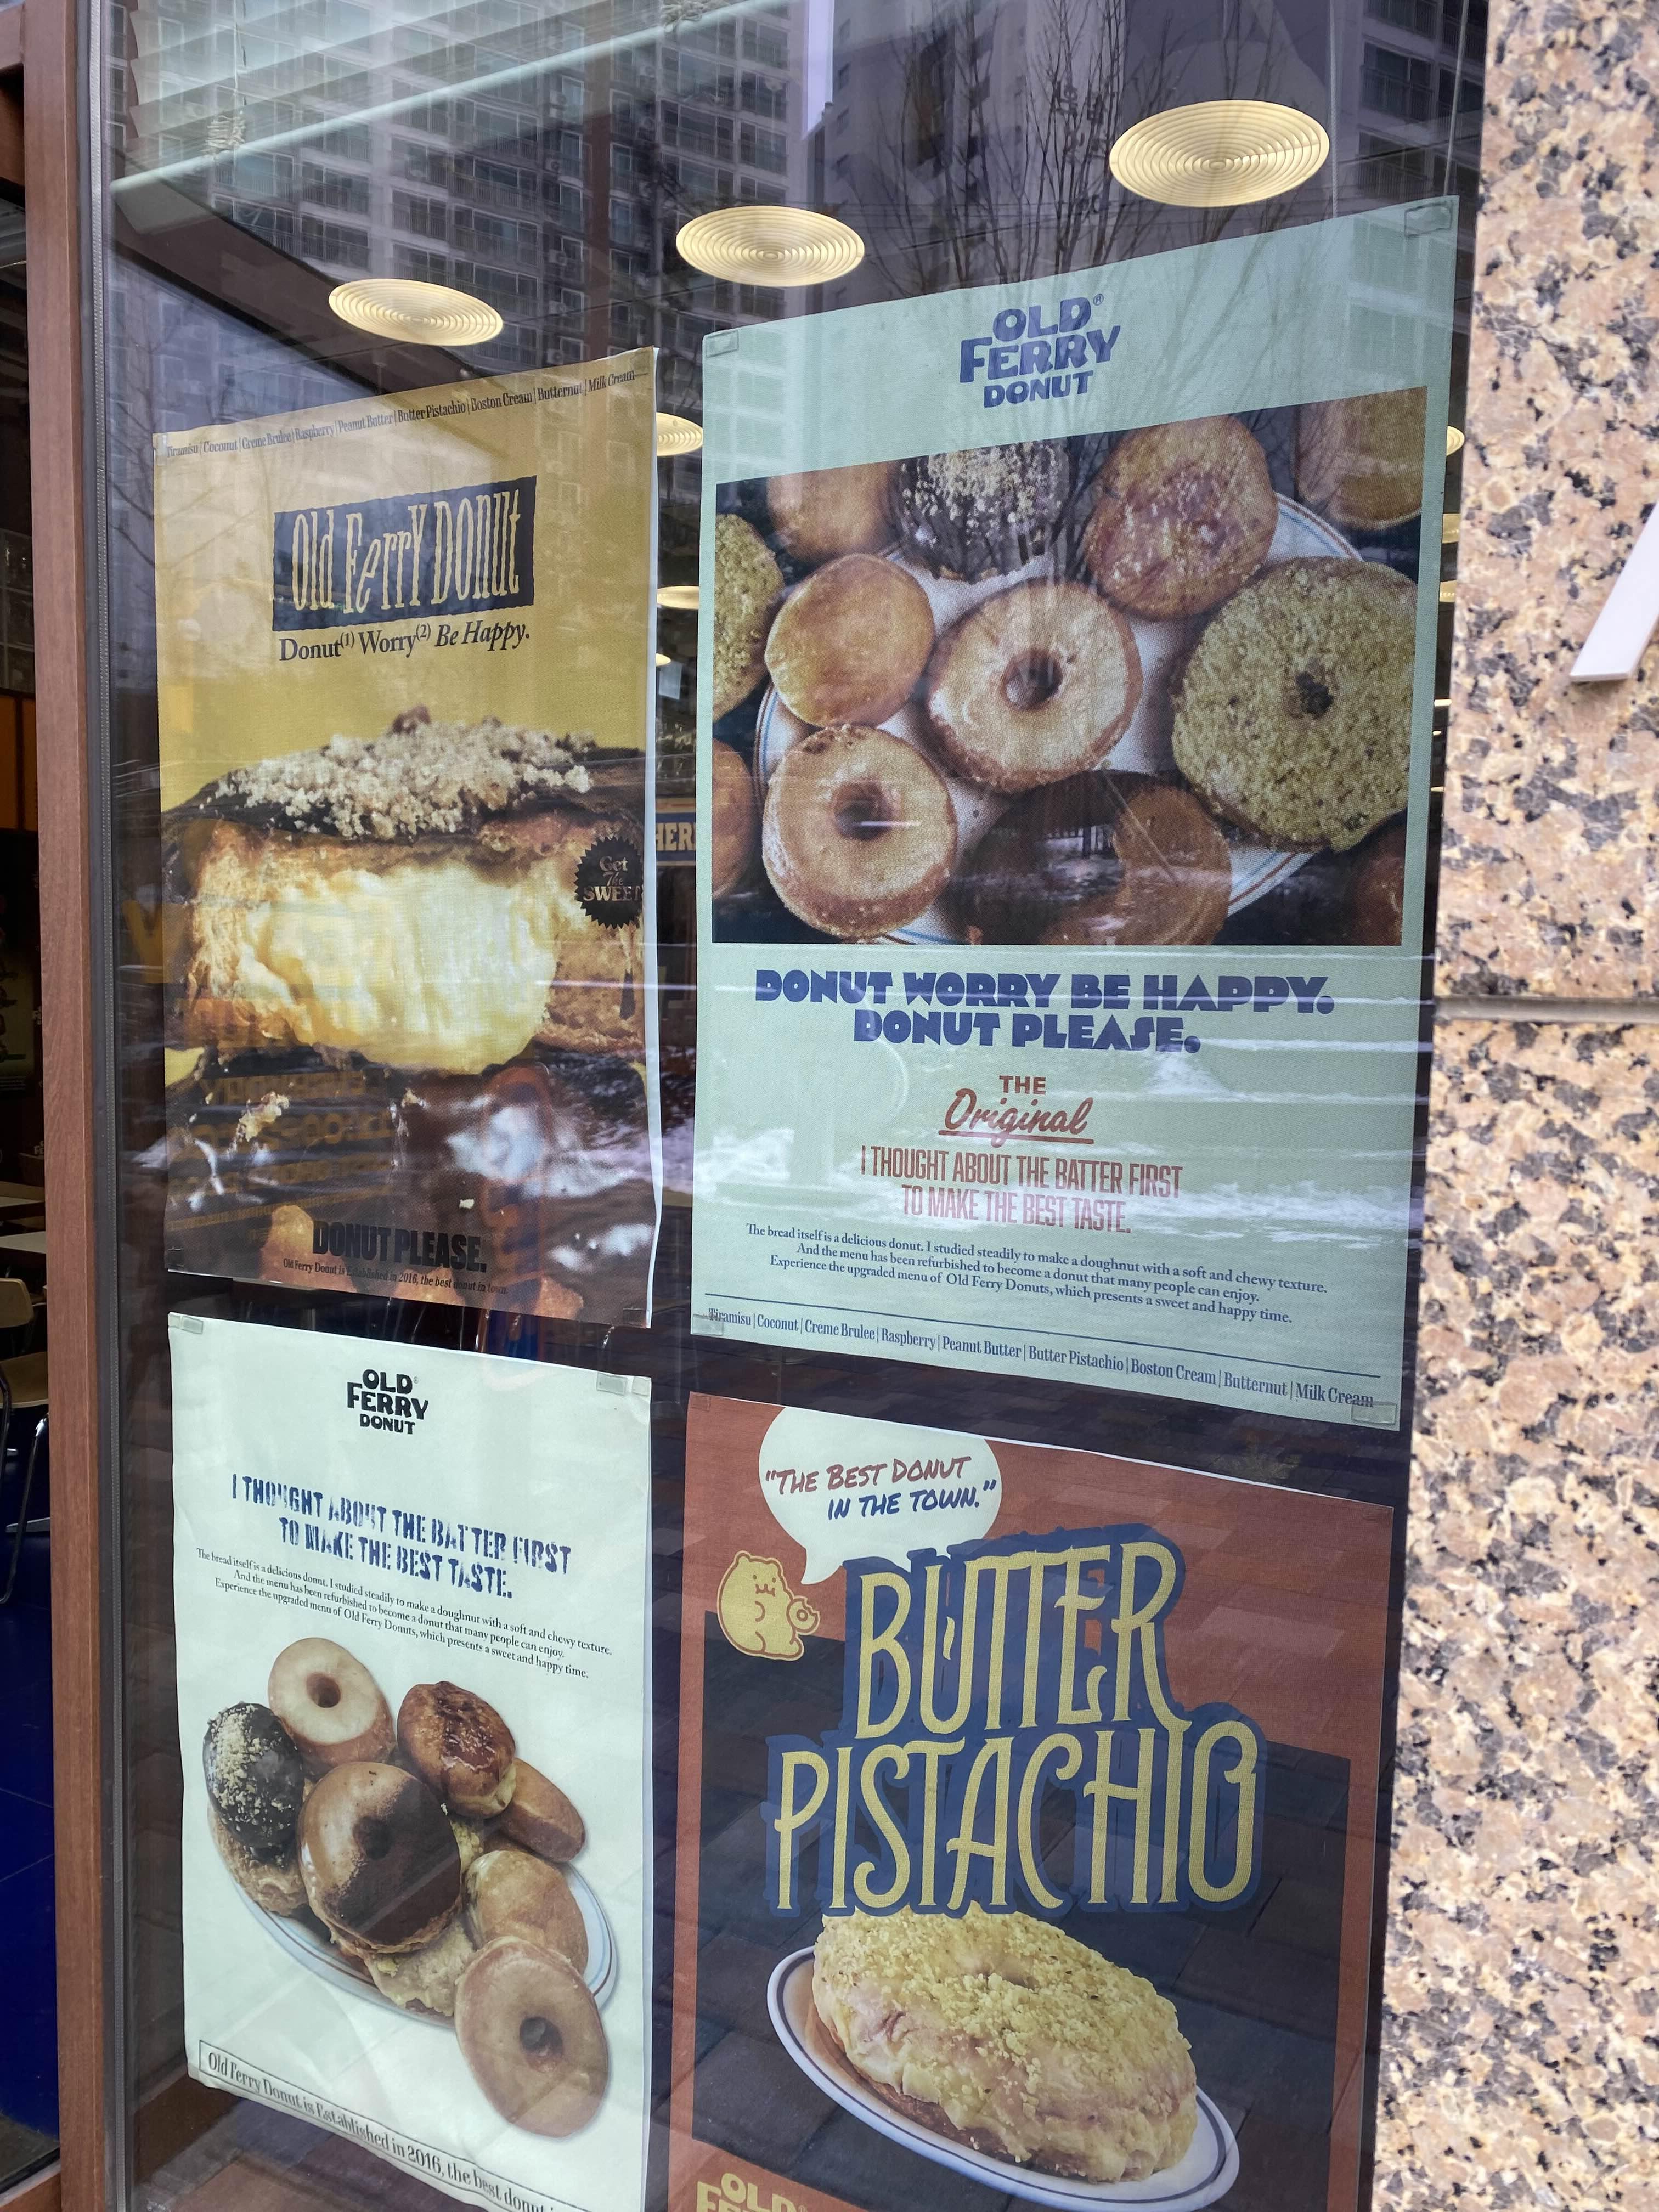 Tiramisu | Coconut | Creme Brulee | Raspberry | Peanut Butter | Butter Pistachio | Boston Cream | Butternut | Milk Cream
Old Ferry Donut
Donut(1) Worry(2) Be Happy.
Get
The
SWEET
DONUT PLEASE.
Old Ferry Donut is Established in 2016, the best donut in town.
OLD®
FERRY
DONUT
DONUT WORRY BE HAPPY.
DONUT PLEASE.
THE
Original
I THOUGHT ABOUT THE BATTER FIRST
TO MAKE THE BEST TASTE.
The bread itself is a delicious donut. I studied steadily to make a doughnut with a soft and chewy texture.
And the menu has been refurbished to become a donut that many people can enjoy.
Experience the upgraded menu of Old Ferry Donuts, which presents a sweet and happy time.
Tiramisu | Coconut | Creme Brulee | Raspberry | Peanut Butter | Butter Pistachio | Boston Cream | Butternut | Milk Cream
OLD®
FERRY
DONUT
I THOUGHT ABOUT THE BATTER FIRST
TO MAKE THE BEST TASTE.
The bread itself is a delicious donut. I studied steadily to make a doughnut with a soft and chewy texture.
And the menu has been refurbished to become a donut that many people can enjoy.
Experience the upgraded menu of Old Ferry Donuts, which presents a sweet and happy time.
Old Ferry Donut is Established in 2016, the best donut
"THE BEST DONUT
IN THE TOWN."
BUTTER
PISTACHIO
OLD®